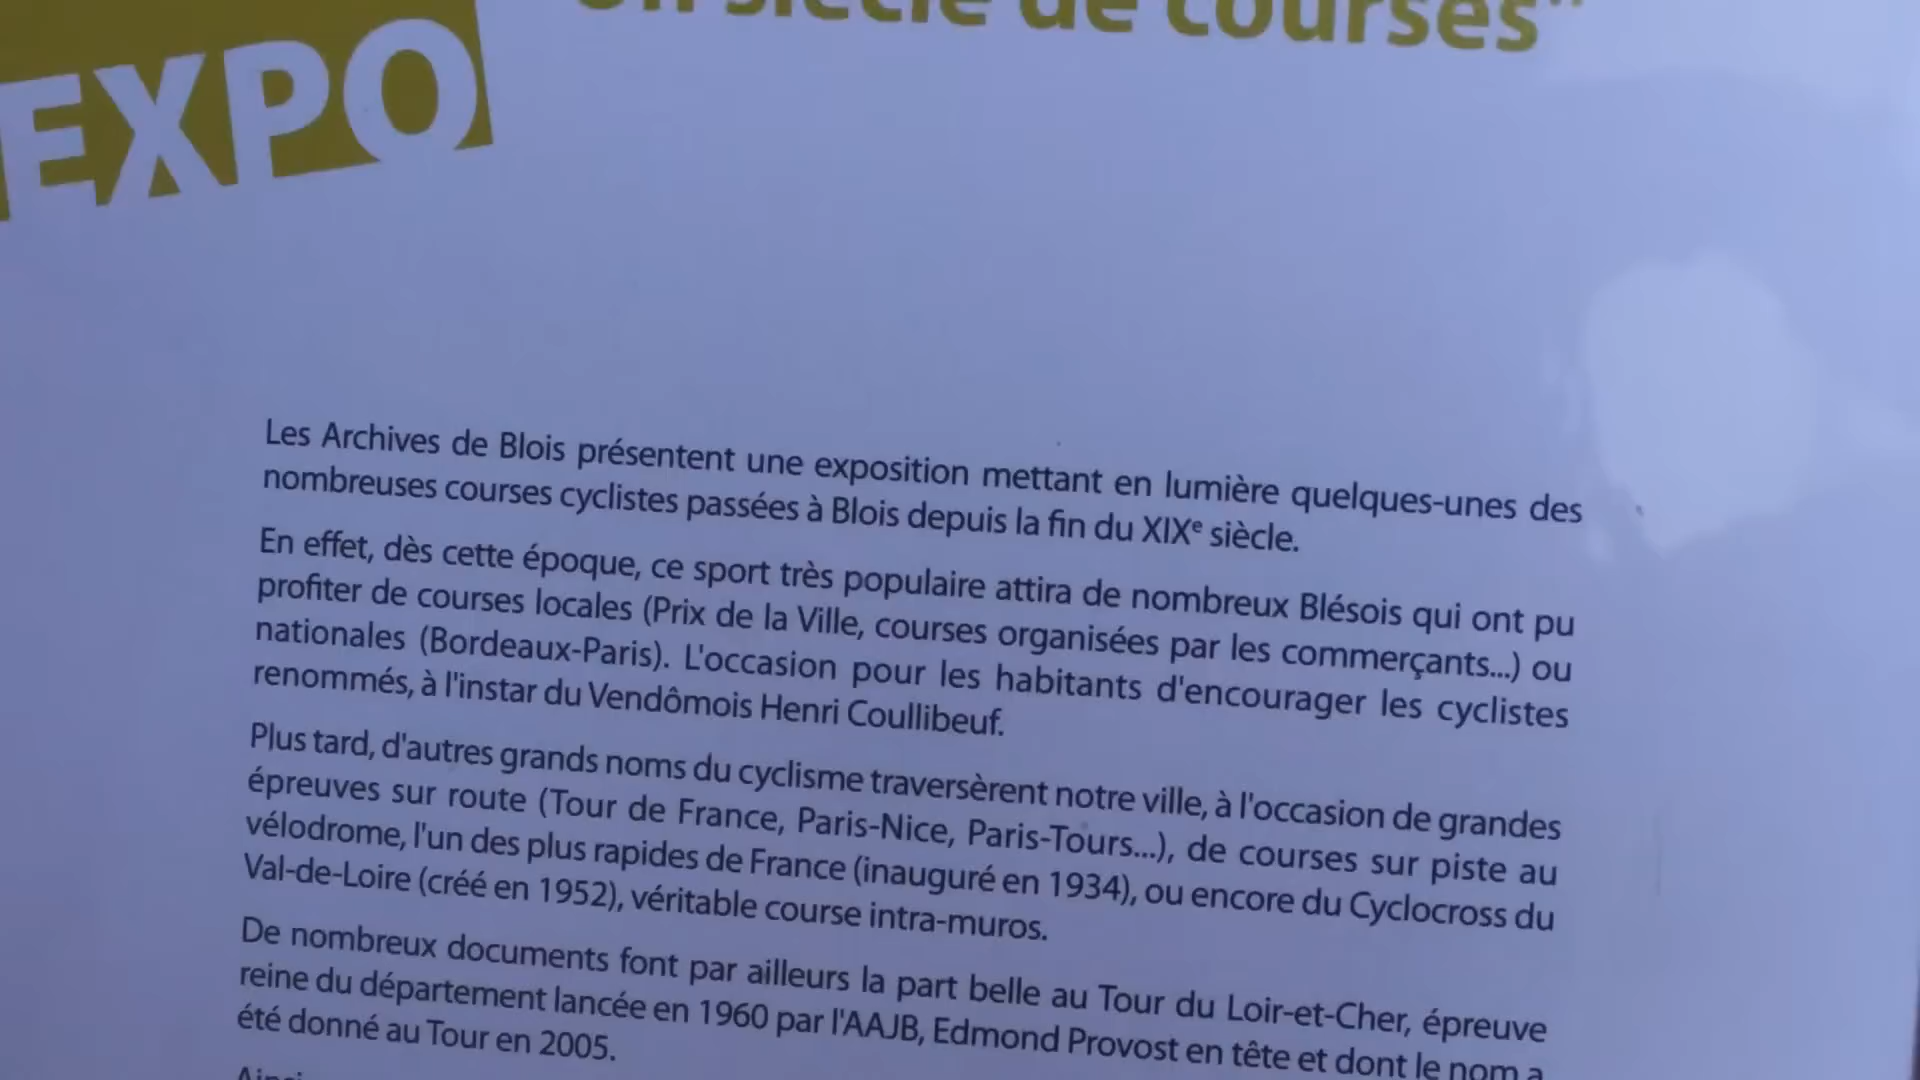 siècle de courses"
EXPO
Les Archives de Blois présentent une exposition mettant en lumière quelques-unes des
nombreuses courses cyclistes passées à Blois depuis la fin du XIXe siècle.
En effet, dès cette époque, ce sport très populaire attira de nombreux Blésois qui ont pu
profiter de courses locales (Prix de la Ville, courses organisées par les commerçants...) ou
nationales (Bordeaux-Paris). L'occasion pour les habitants d'encourager les cyclistes
renommés, à l'instar du Vendômois Henri Coullibeuf.
Plus tard, d'autres grands noms du cyclisme traversèrent notre ville, à l'occasion de grandes
épreuves sur route (Tour de France, Paris-Nice, Paris-Tours...), de courses sur piste au
vélodrome, l'un des plus rapides de France (inauguré en 1934), ou encore du Cyclocross du
Val-de-Loire (créé en 1952), véritable course intra-muros.
De nombreux documents font par ailleurs la part belle au Tour du Loir-et-Cher, épreuve
reine du département lancée en 1960 par l'AAJB, Edmond Provost en tête et dont le nom a
été donné au Tour en 2005.